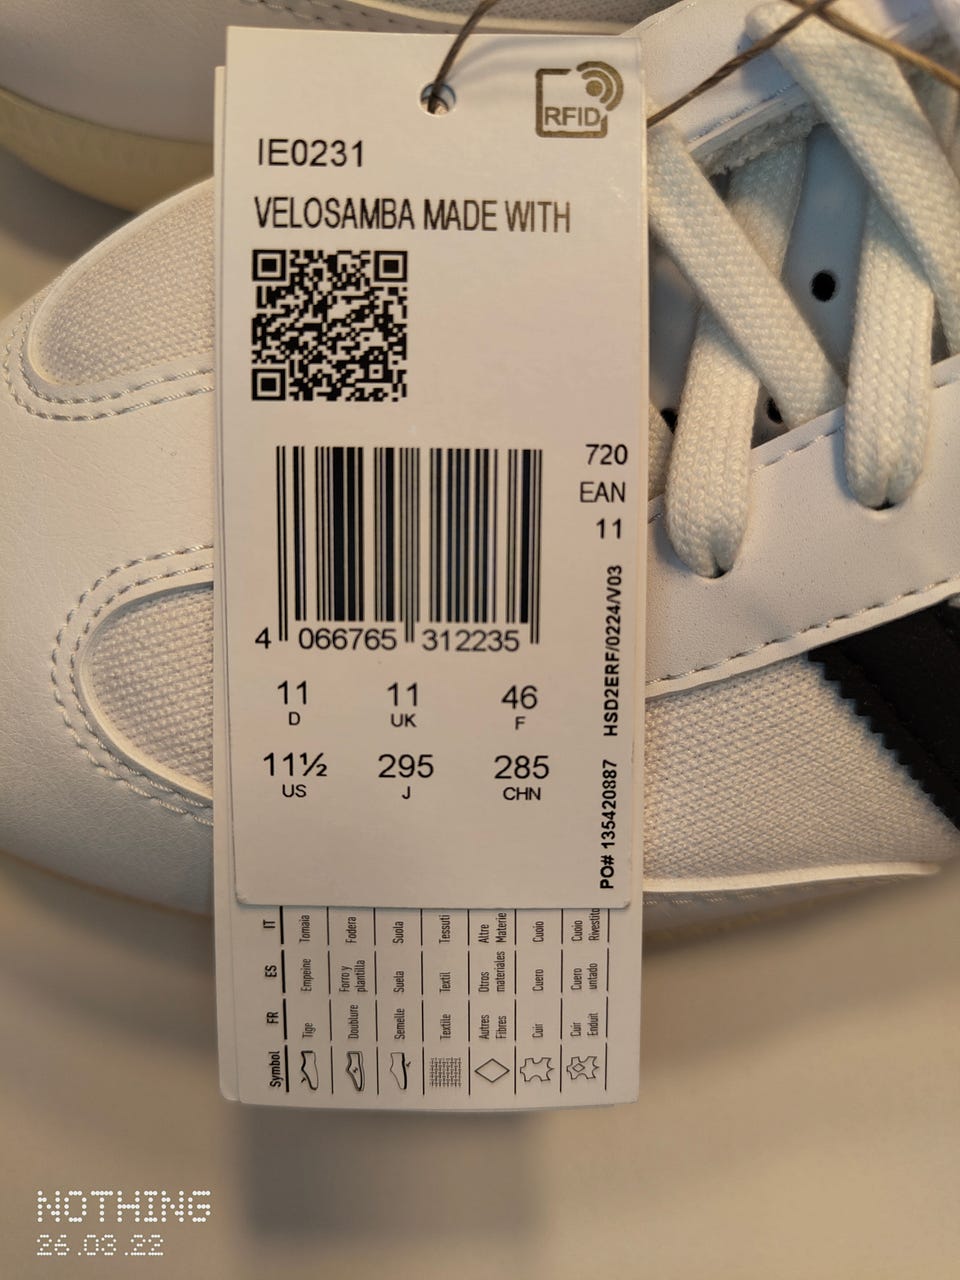 RFID
IE0231
VELOSAMBA MADE WITH
720
EAN
11
4 066765 312235
HSD2ERF/0224/V03
PO# 135420887
11
D
11
UK
46
F
11½
US
295
J
285
CHN
IT
Tomaia
Fodera
Suola
Tessuti
Altre
Materie
Cuoio
Cuoio
Rivestito
ES
Empeine
Forro y
plantilla
Suela
Textil
Otros
materiales
Cuero
Cuero
untado
FR
Tige
Doublure
Semelle
Textile
Autres
Fibres
Cuir
Cuir
Enduit
Symbol
NOTHING
26.03.22